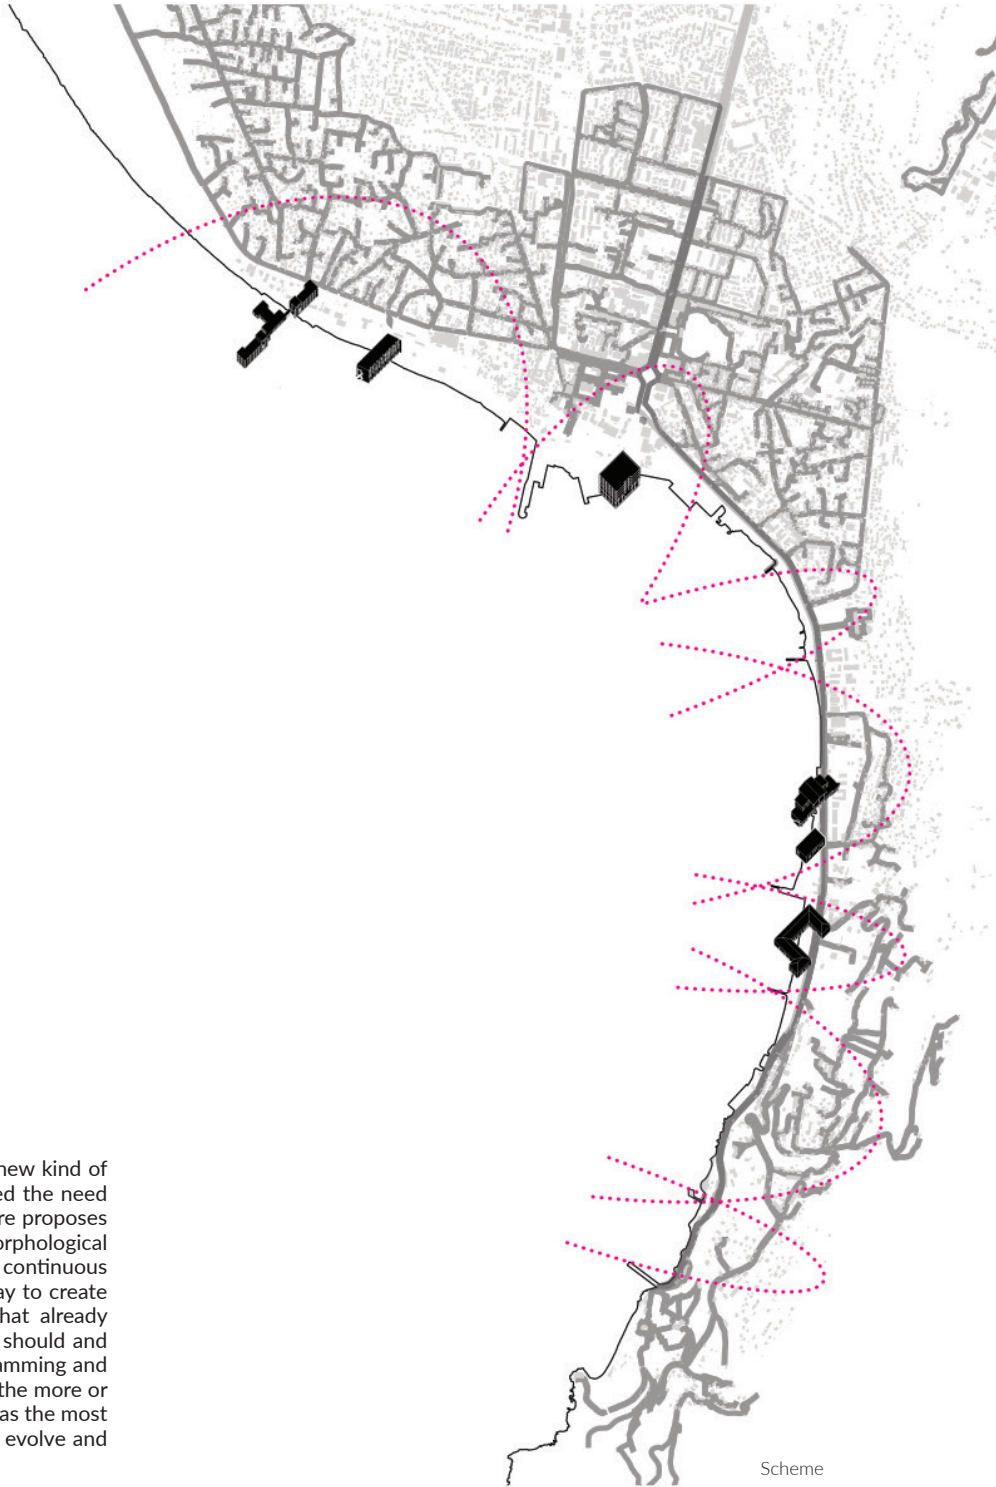 new kind of
ed the need
re proposes
orphological
continuous
ay to create
hat already
should and
amming and
the more or
as the most
evolve and
Scheme